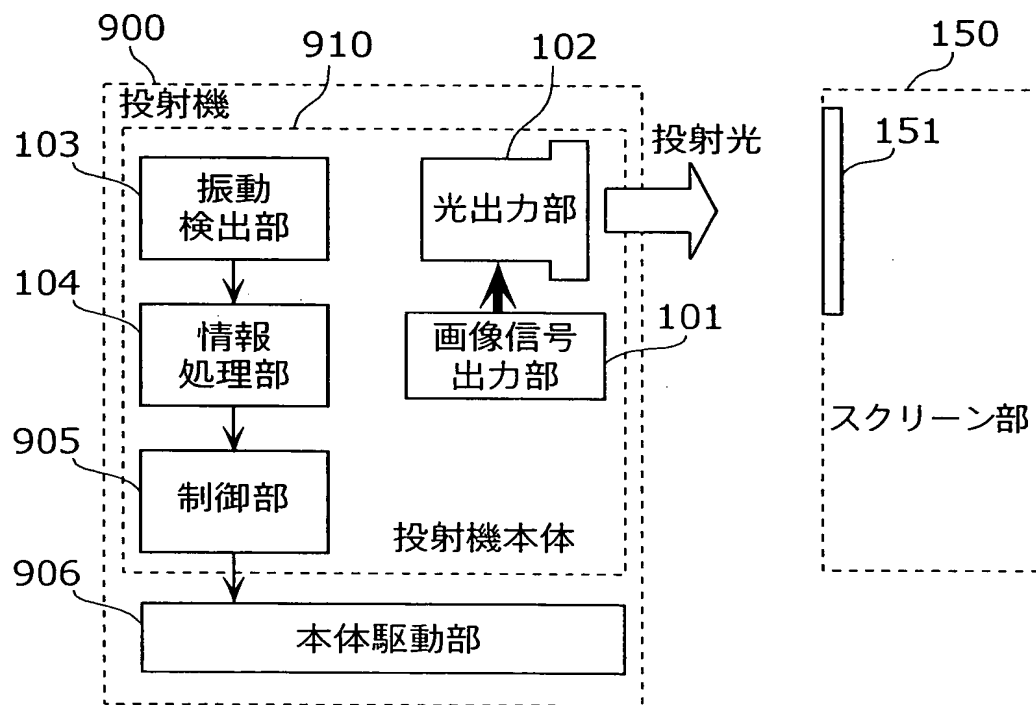 900
910
102
150
投射機
103
振動
検出部
光出力部
投射光
151
104
情報
処理部
画像信号
出力部
101
905
制御部
スクリーン部
投射機本体
906
本体駆動部